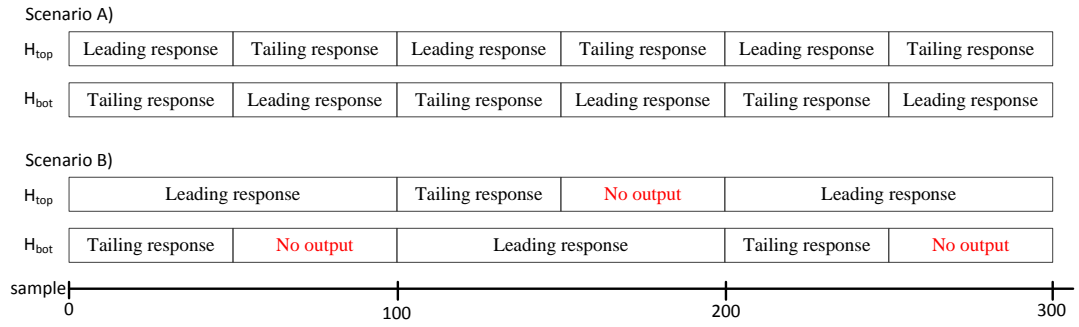 Scenario A)
Htop Leading response Tailing response Leading response Tailing response Leading response Tailing response
Hbot Tailing response Leading response Tailing response Leading response Tailing response Leading response
Scenario B)
Htop Leading response Tailing response No output Leading response
Hbot Tailing response No output Leading response Tailing response No output
sample
0 100 200 300